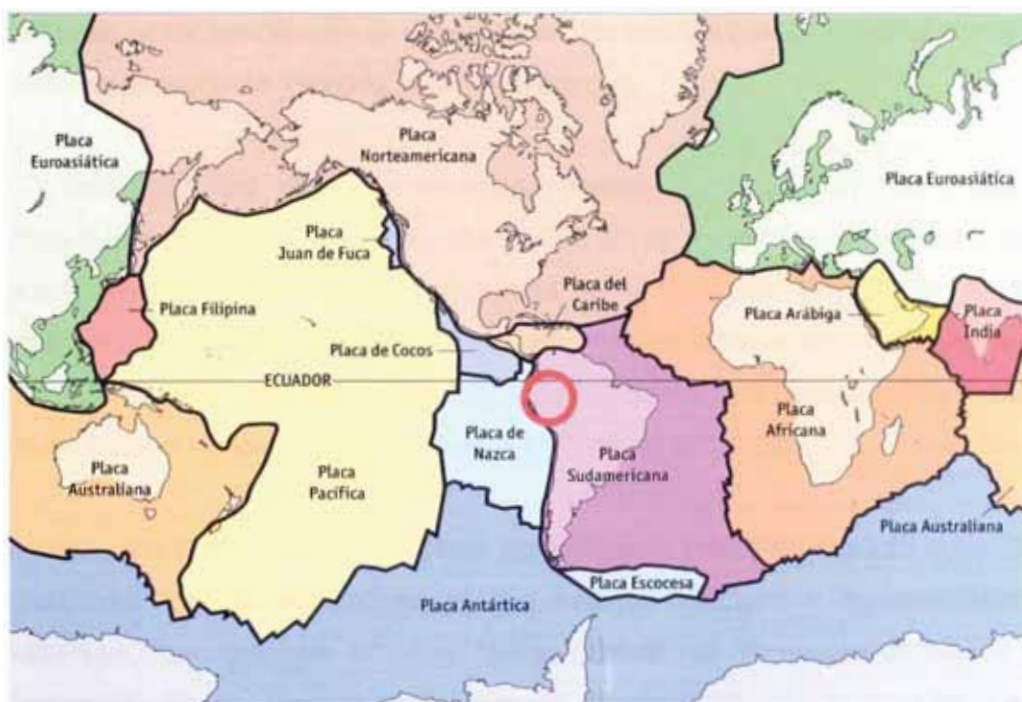 Placa
Euroasiática
Placa
Norteamericana
Placa Euroasiática
Placa
Juan de Fuca
Placa del
Caribe
Placa Filipina
Placa Arábiga
Placa
India
Placa de Cocos
ECUADOR
Placa
Australiana
Placa
Pacífica
Placa de
Nazca
Placa
Sudamericana
Placa
Africana
Placa Australiana
Placa Escocesa
Placa Antártica